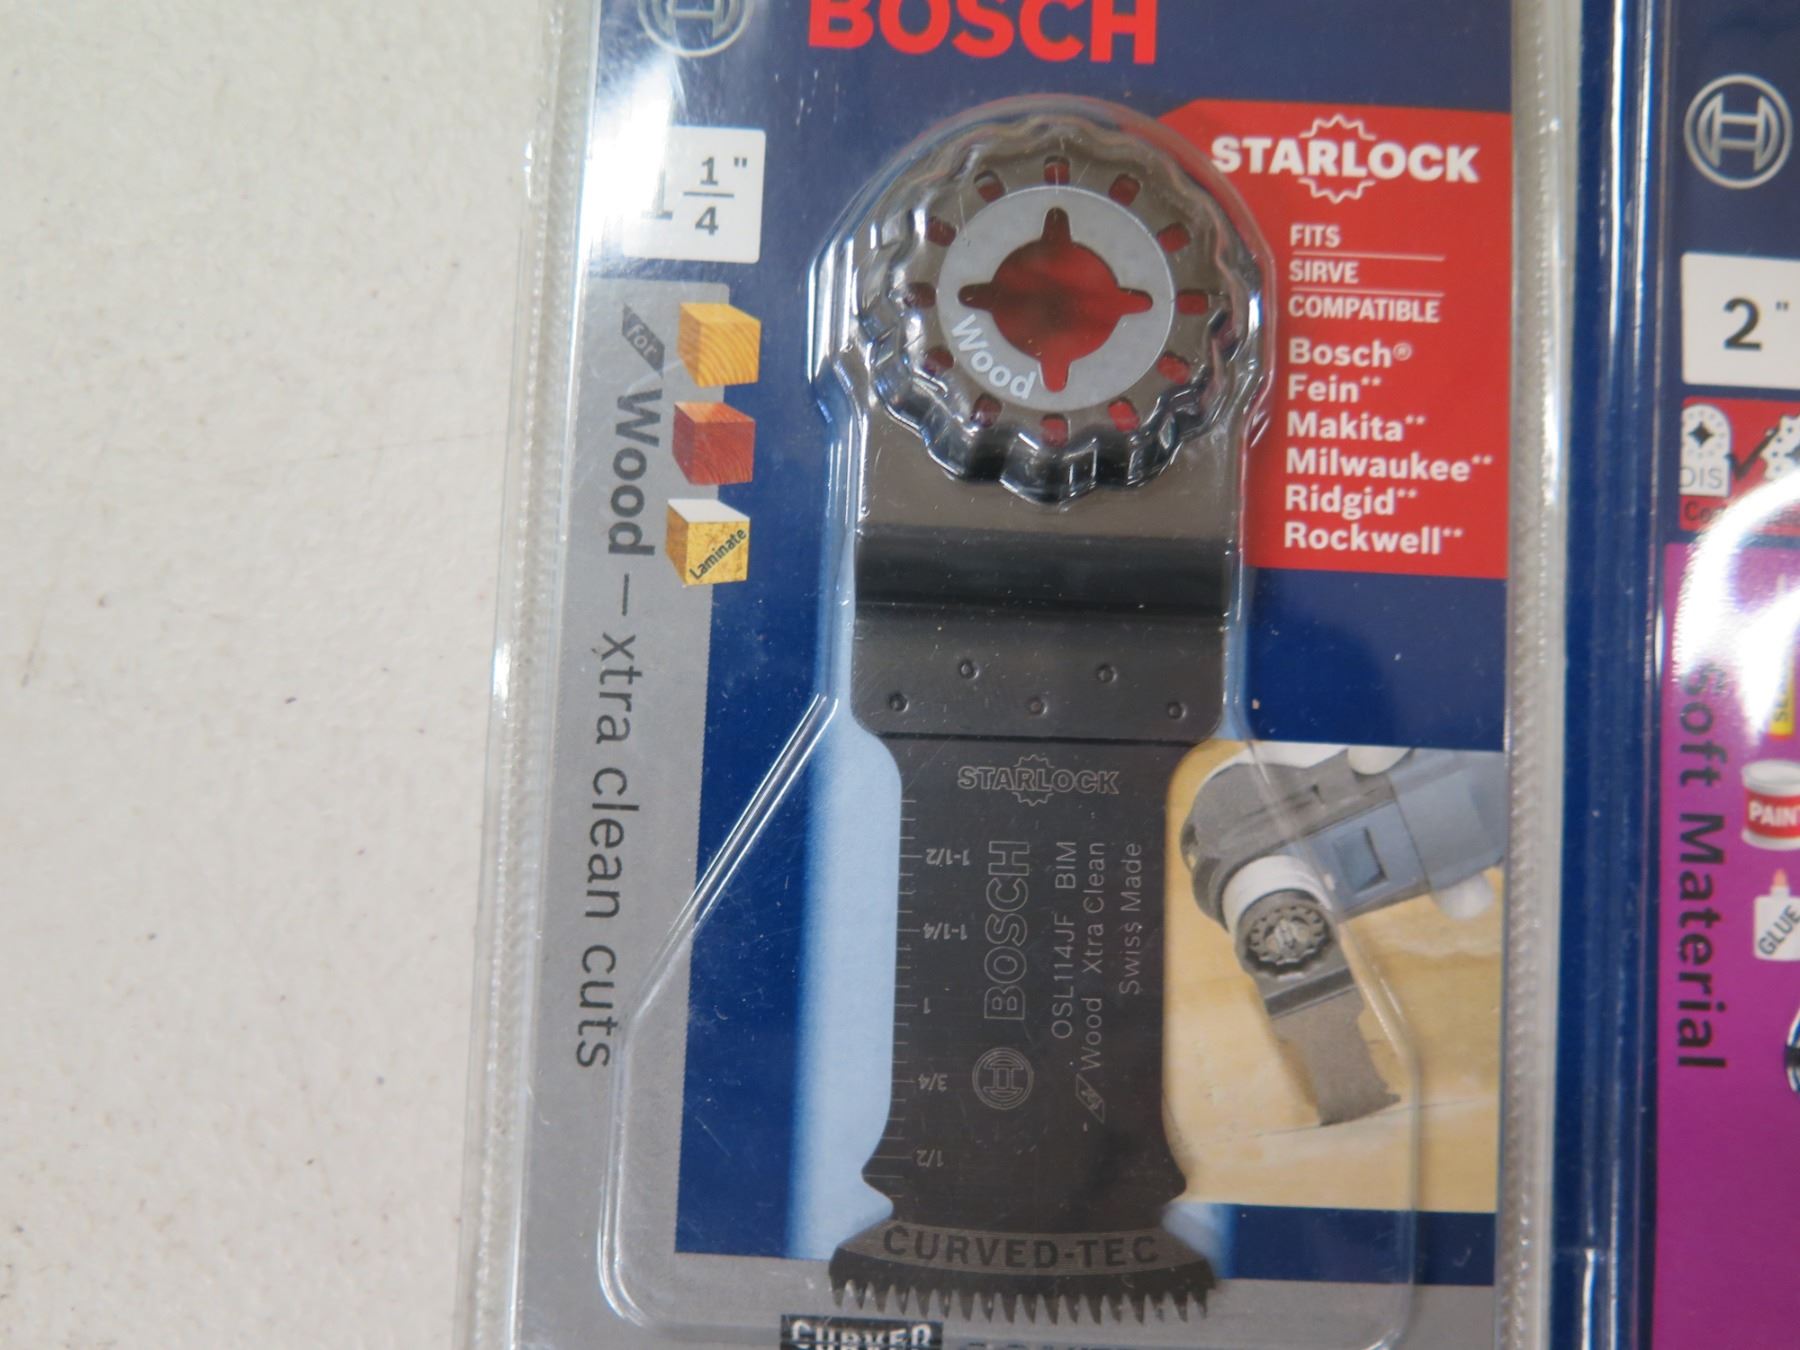 BOSCH
1 1/4"
STARLOCK
FITS
SIRVE
COMPATIBLE
Bosch®
Fein**
Makita**
Milwaukee**
Ridgid**
Rockwell**
for Wood – xtra clean cuts
Laminate
Wood
STARLOCK
1-1/2
1-1/4
1
3/4
1/2
BOSCH
OSL114JF BIM
Wood Xtra Clean
Swiss Made
CURVED-TEC
2"
DIS
Soft Material
PAINT
GLUE